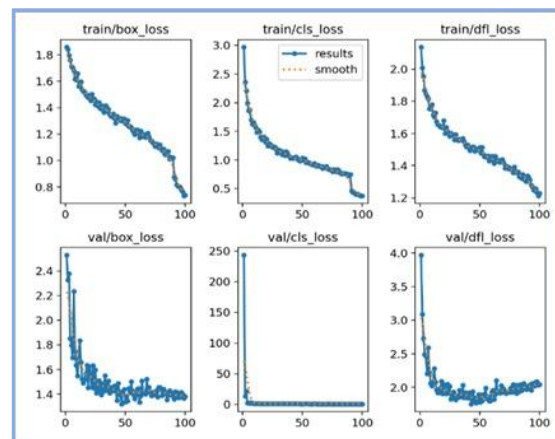 train/box_loss train/cls_loss train/dfl_loss
1.8 3.0 2.0
1.6 2.5 1.8
1.4 2.0 1.6
1.2 1.5 1.4
1.0 1.0 1.2
0.8 0.5
results
smooth
0 50 100 0 50 100 0 50 100
val/box_loss val/cls_loss val/dfl_loss
2.4 250 4.0
2.2 200 3.5
2.0 150 3.0
1.8 100 2.5
1.6 50 2.0
1.4 0
0 50 100 0 50 100 0 50 100